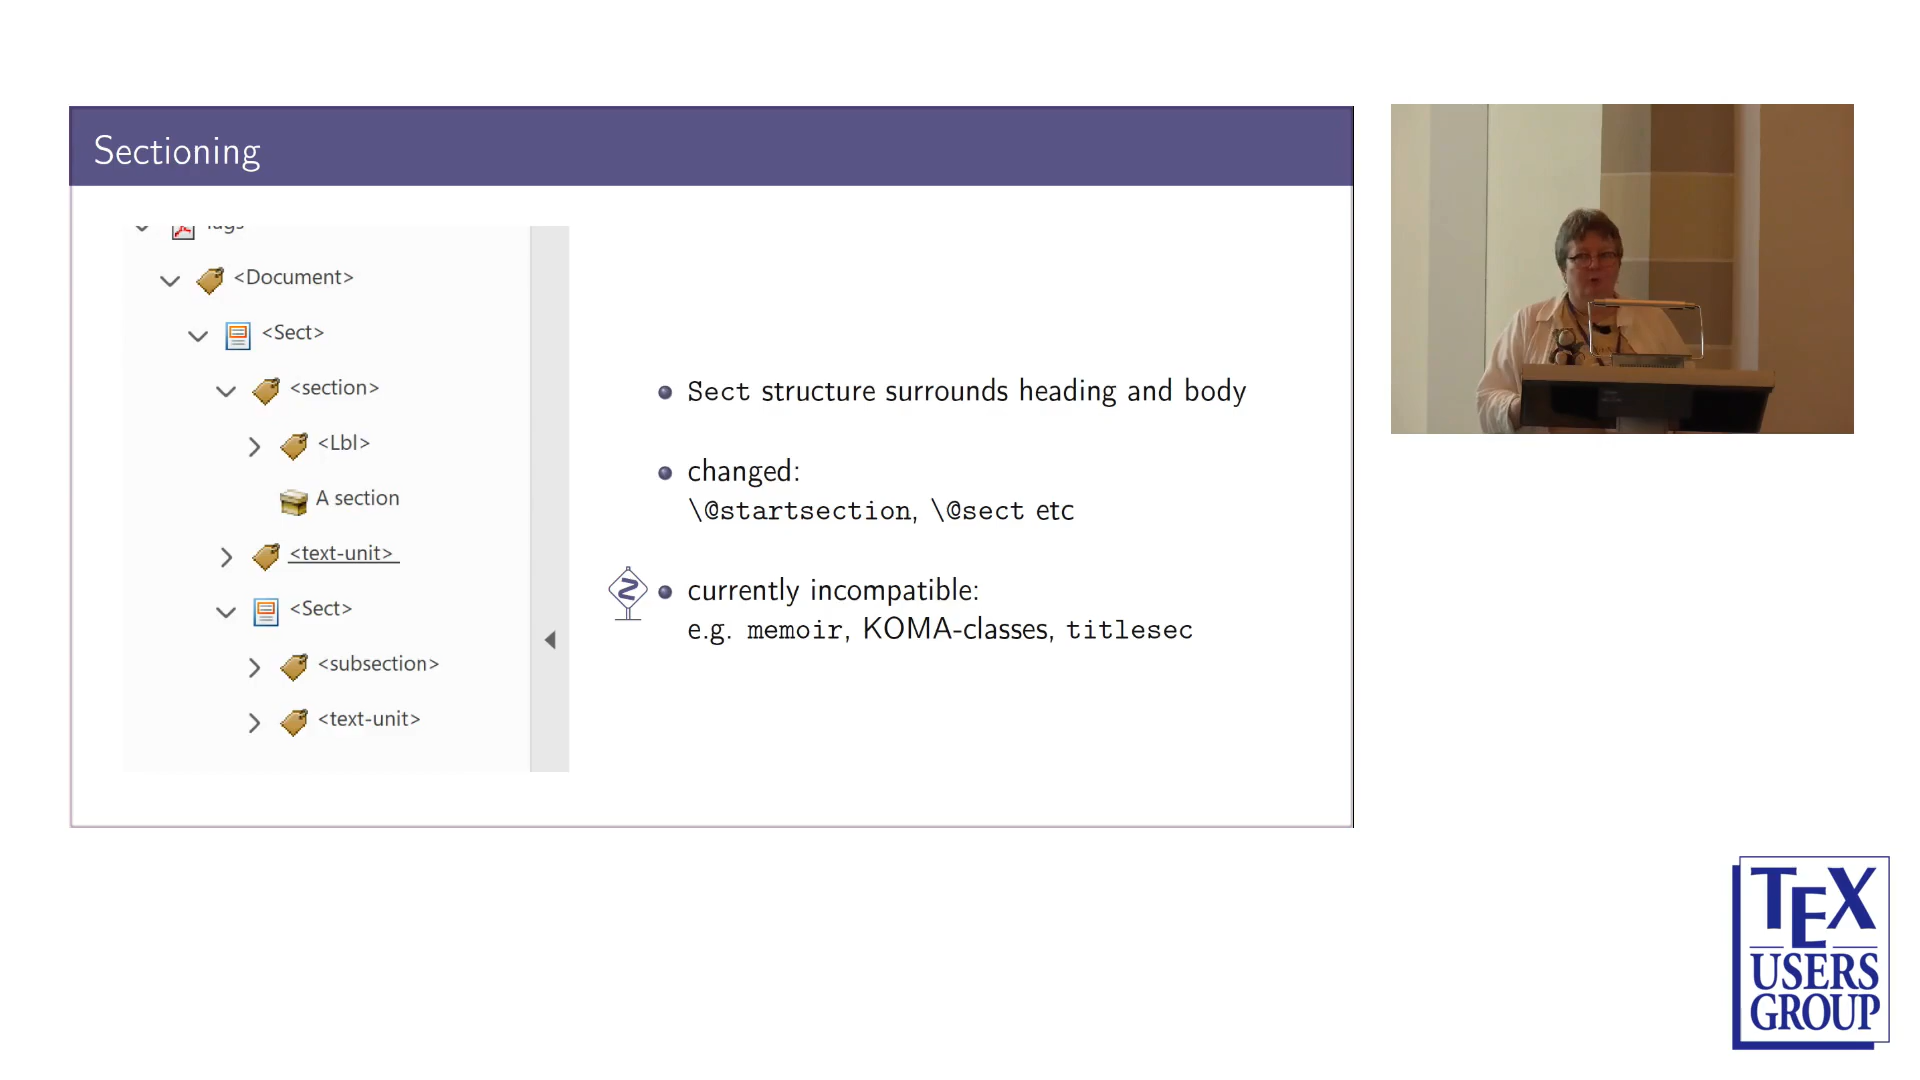 Sectioning
Tags
<Document>
<Sect>
<section>
<Lbl>
A section
<text-unit>
<Sect>
<subsection>
<text-unit>
Sect structure surrounds heading and body
changed:
\@startsection, \@sect etc
currently incompatible:
e.g. memoir, KOMA-classes, titlesec
TEX
USERS
GROUP